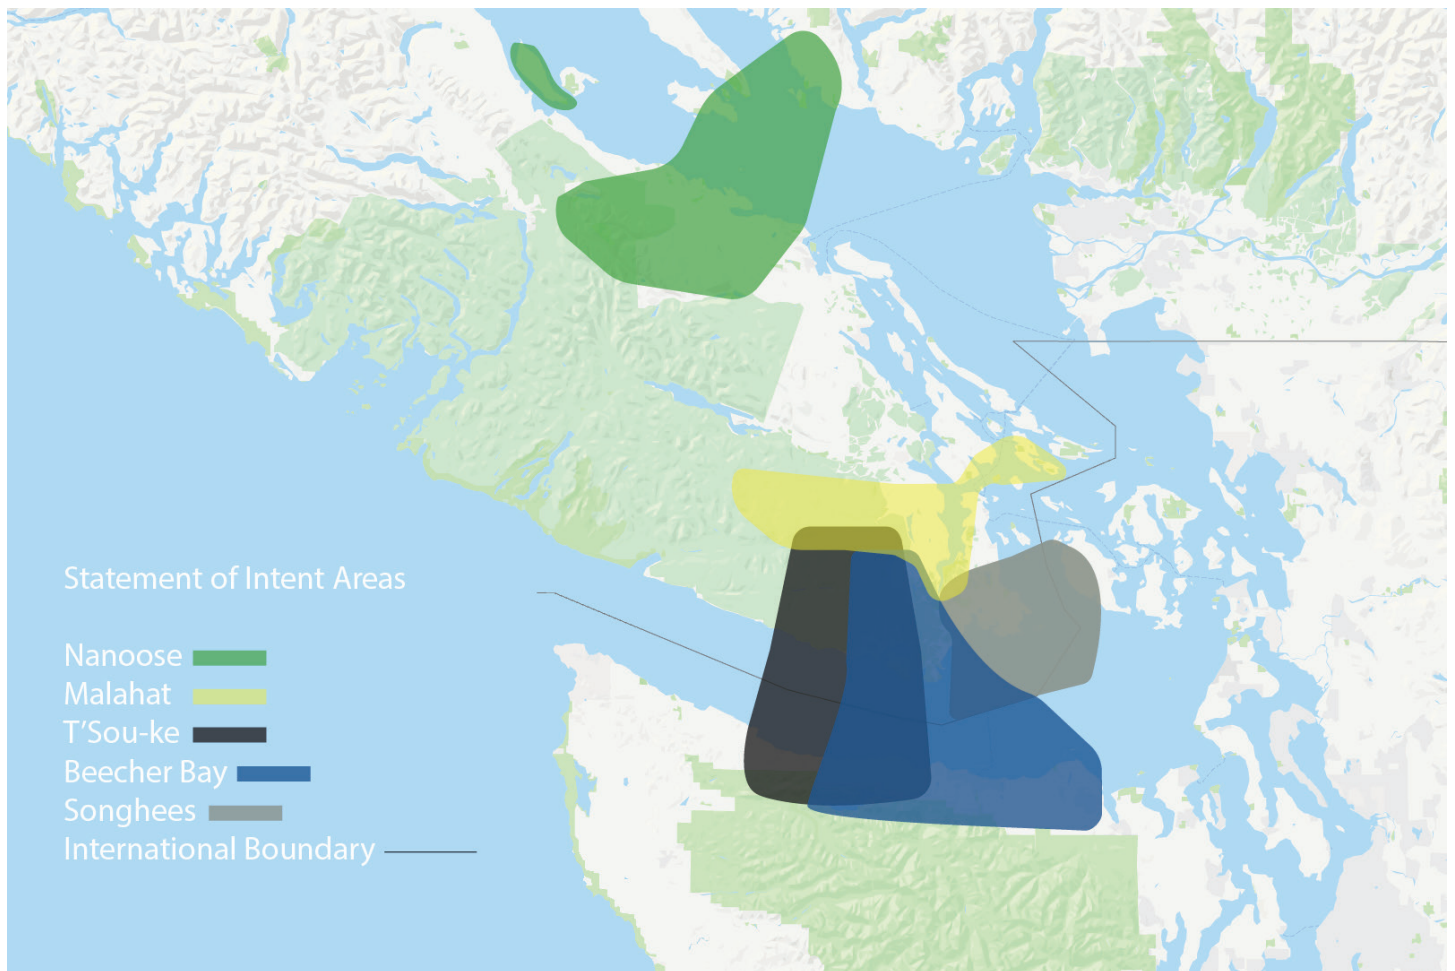 Statement of Intent Areas
Nanoose
Malahat
T'Sou-ke
Beecher Bay
Songhees
International Boundary